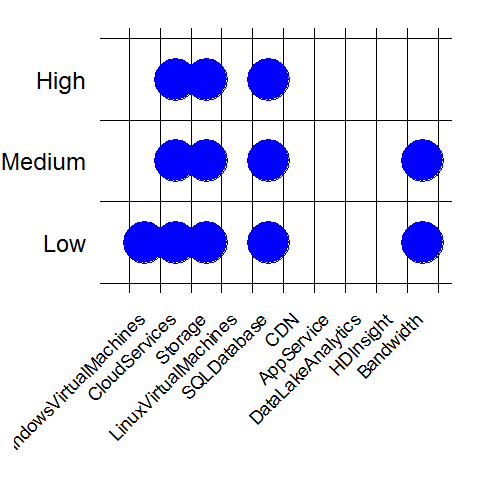 High
Medium
Low
ndowsVirtualMachines
CloudServices
Storage
LinuxVirtualMachines
SQLDatabase
CDN
AppService
DataLakeAnalytics
HDInsight
Bandwidth